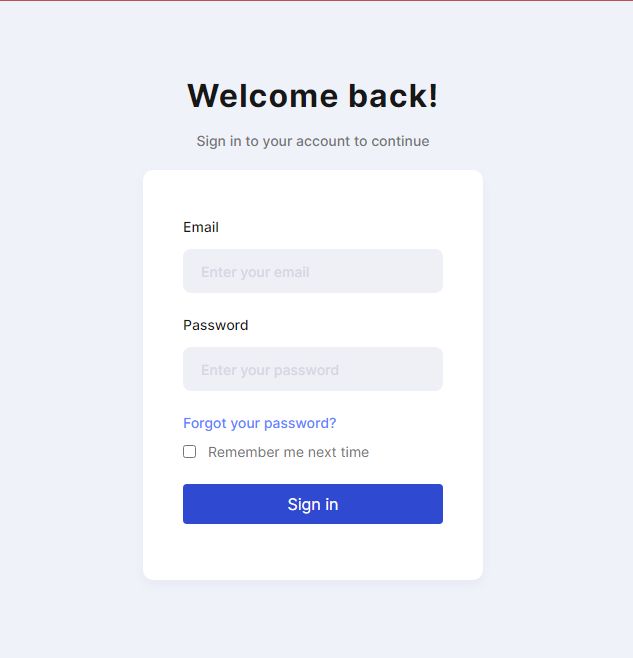 Welcome back!
Sign in to your account to continue
Email
Enter your email
Password
Enter your password
Forgot your password?
Remember me next time
Sign in